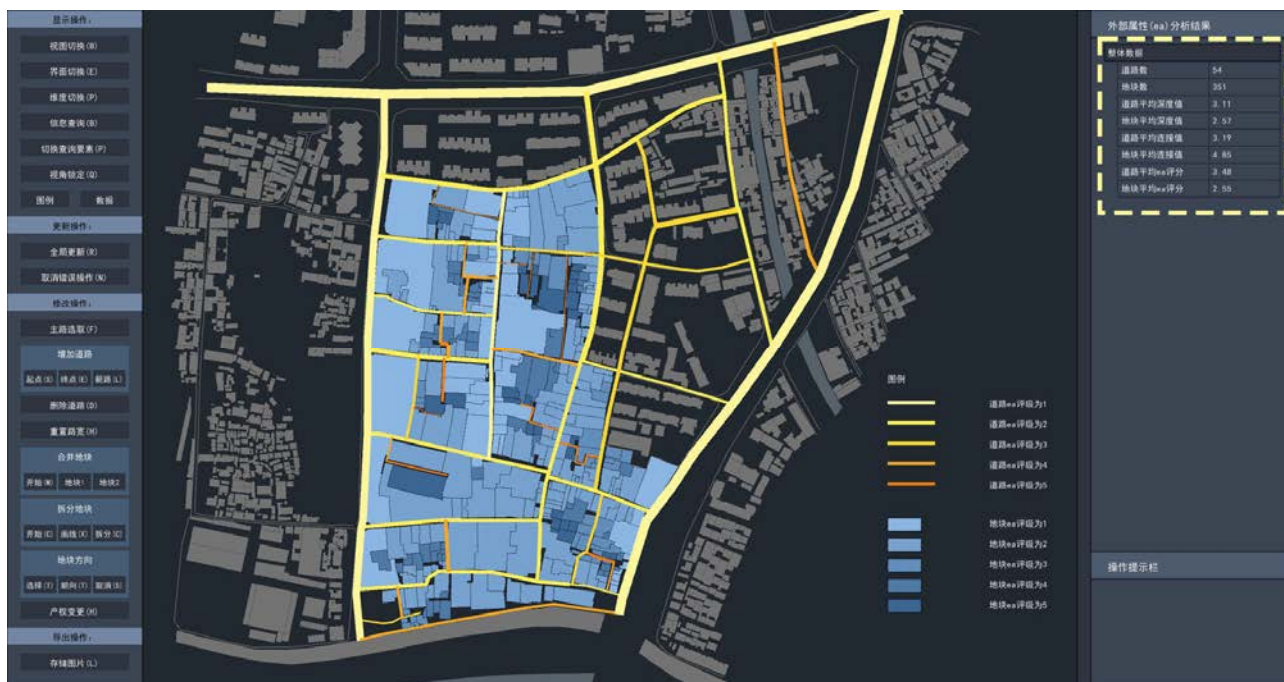 显示操作:
视图切换(R)
界面切换(E)
维度切换(P)
信息查询(B)
切换查询要素(P)
视角锁定(Q)
图例 数据
更新操作:
全局更新(R)
取消错误操作(N)
修改操作:
主路选取(F)
增加道路
起点(S) 终点(E) 新路(L)
删除道路(D)
重置路宽(M)
合并地块
开始(W) 地块1 地块2
拆分地块
开始(C) 画线(X) 拆分(C)
地块方向
选择(Y) 朝向(T) 取消(S)
产权变更(H)
导出操作:
存储图片(L)
图例
道路ea评级为1
道路ea评级为2
道路ea评级为3
道路ea评级为4
道路ea评级为5
地块ea评级为1
地块ea评级为2
地块ea评级为3
地块ea评级为4
地块ea评级为5
外部属性(ea)分析结果
整体数据
道路数 54
地块数 351
道路平均深度值 3.11
地块平均深度值 2.57
道路平均连接值 3.19
地块平均连接值 4.85
道路平均ea评分 3.48
地块平均ea评分 2.55
操作提示栏